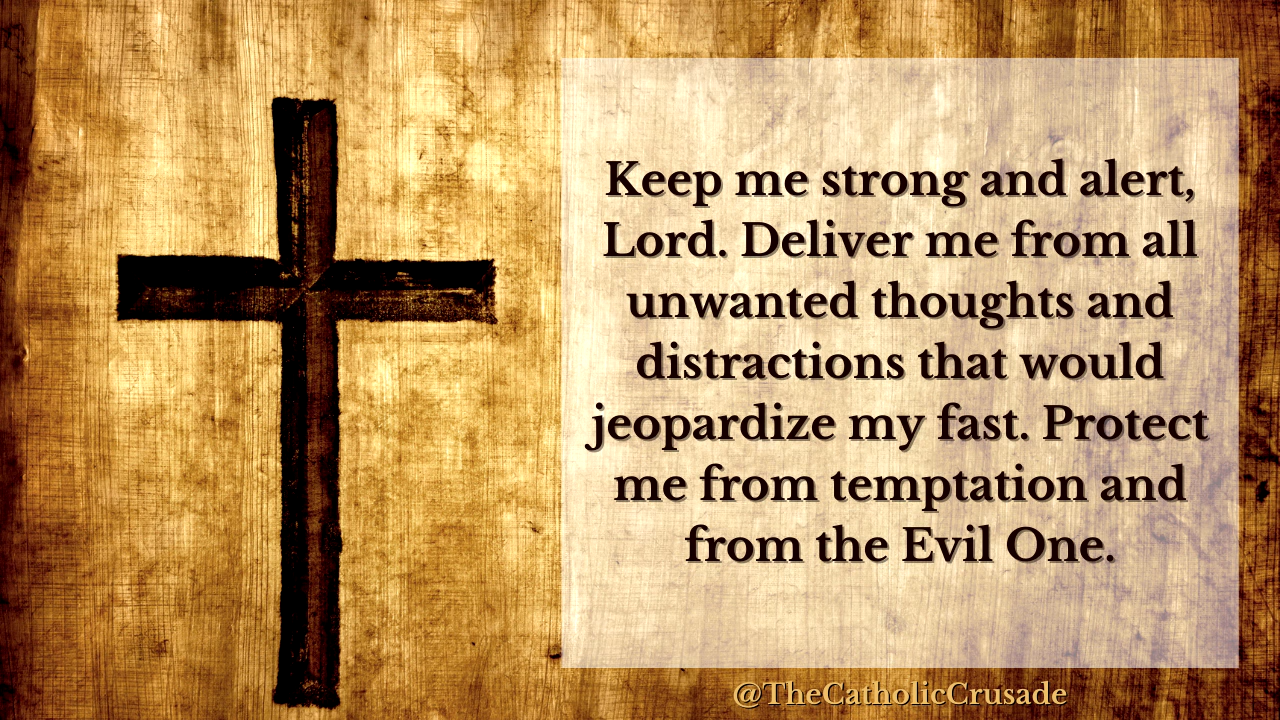 Keep me strong and alert,
Lord. Deliver me from all
unwanted thoughts and
distractions that would
jeopardize my fast. Protect
me from temptation and
from the Evil One.
@TheCatholicCrusade